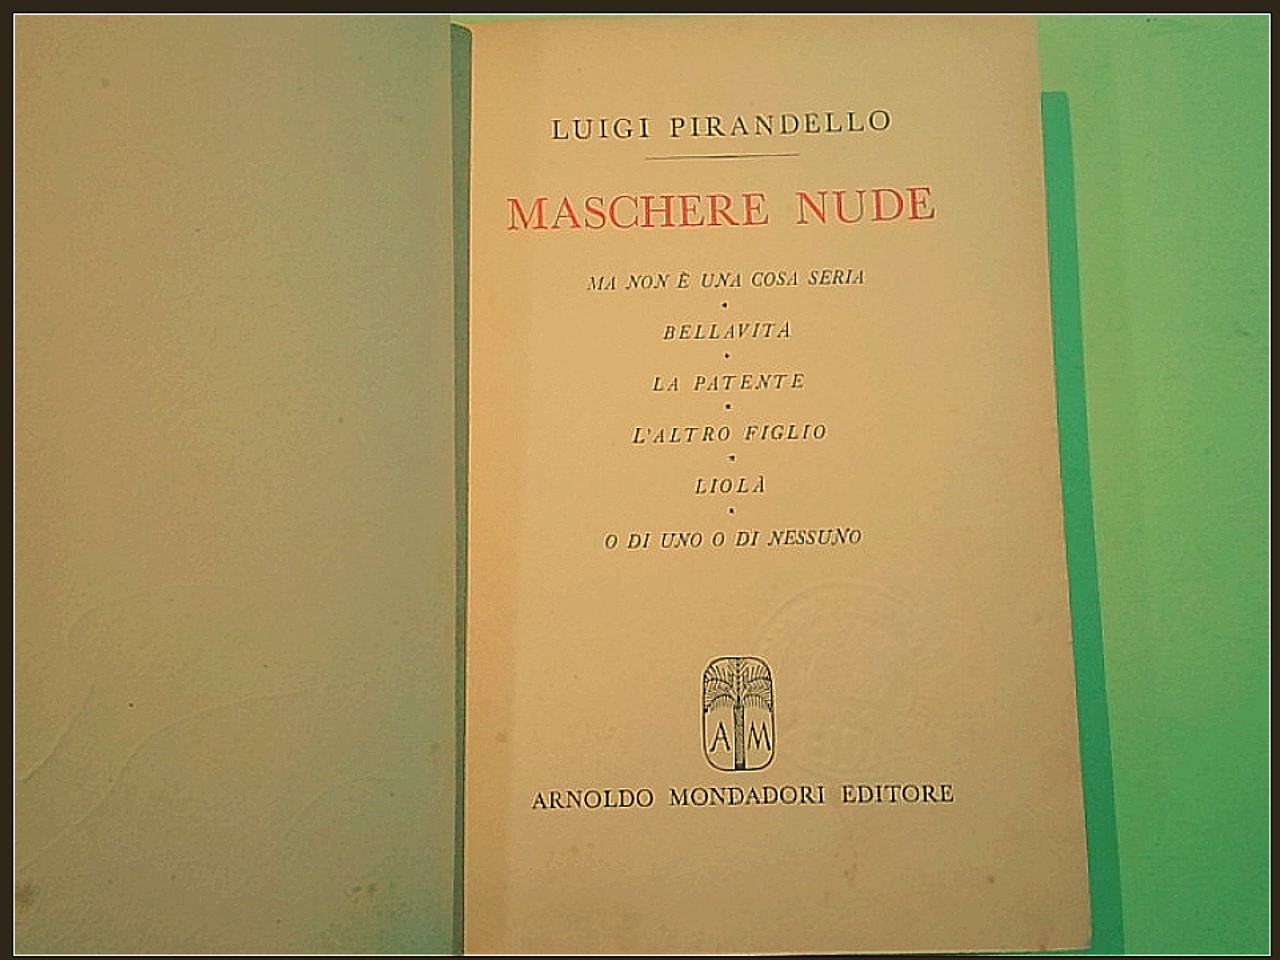 LUIGI PIRANDELLO
MASCHERE NUDE
MA NON È UNA COSA SERIA
BELLAVITA
LA PATENTE
L'ALTRO FIGLIO
LIOLÀ
O DI UNO O DI NESSUNO
A M
ARNOLDO MONDADORI EDITORE